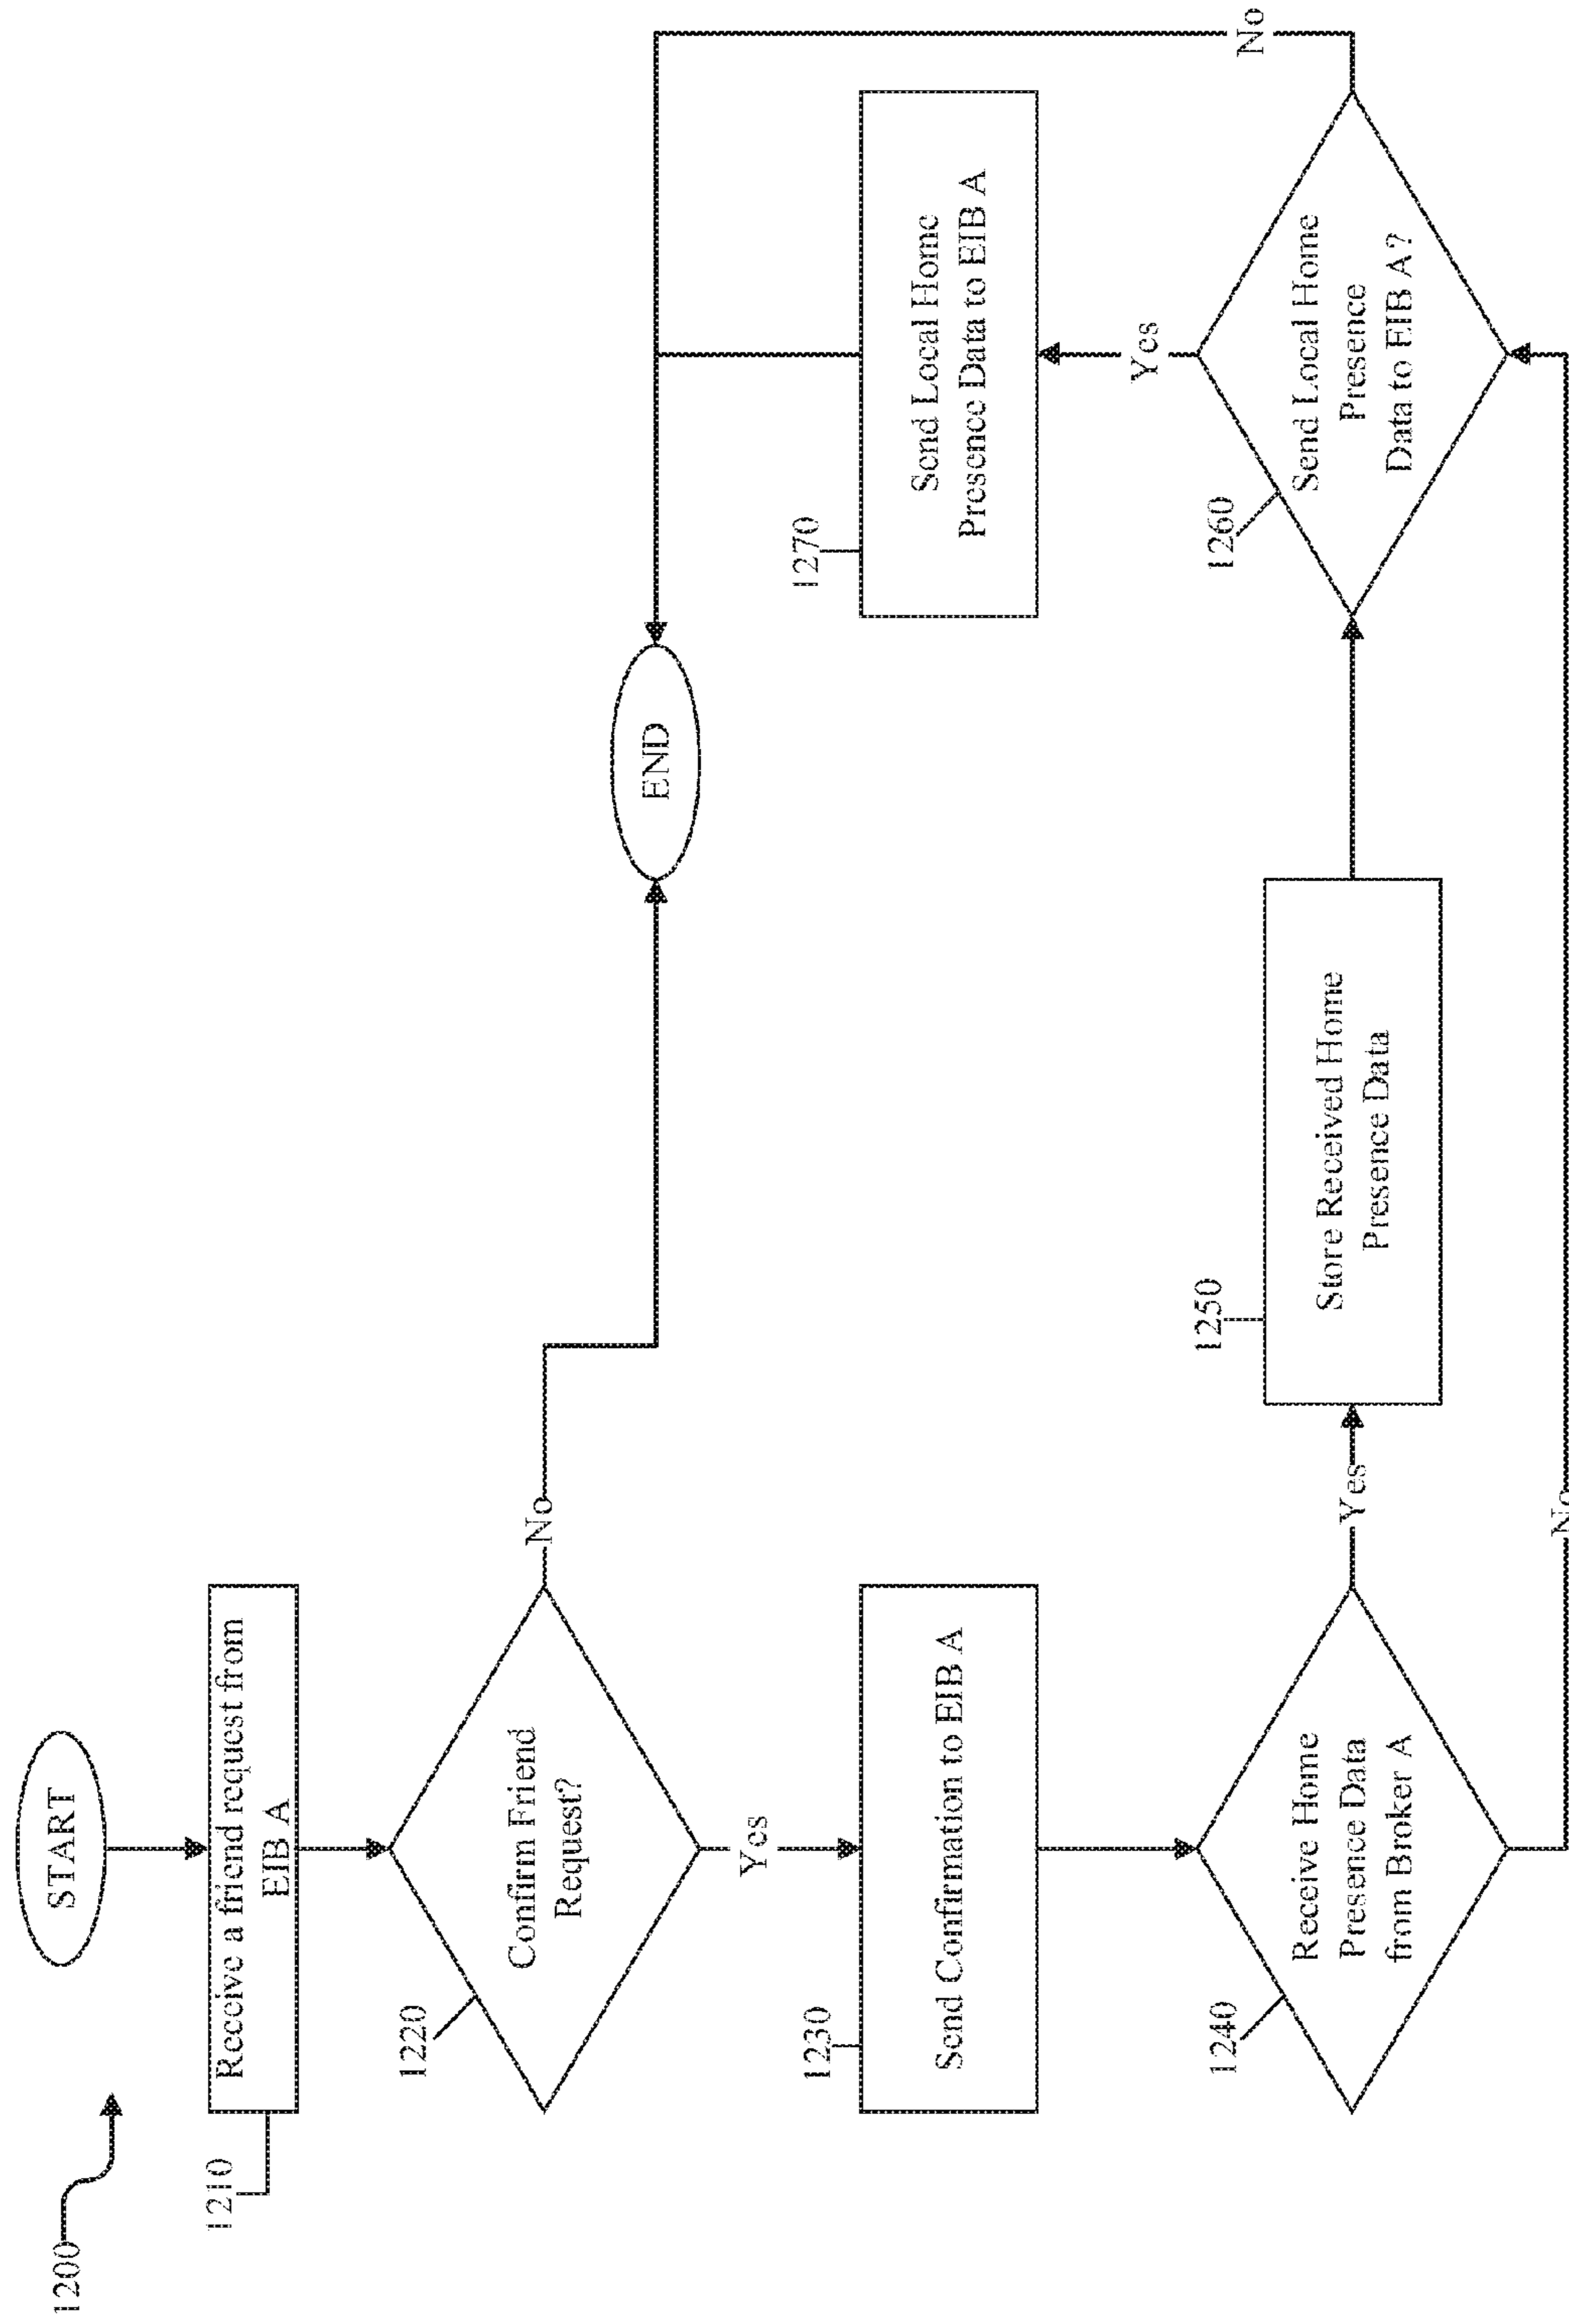 1200
START
1210
Receive a friend request from
EIB A
1220
Confirm Friend
Request?
No
Yes
1230
Send Confirmation to EIB A
1240
Receive Home
Presence Data
from Broker A
Yes
No
1250
Store Received Home
Presence Data
1260
Send Local Home
Presence
Data to EIB A?
Yes
No
1270
Send Local Home
Presence Data to EIB A
END